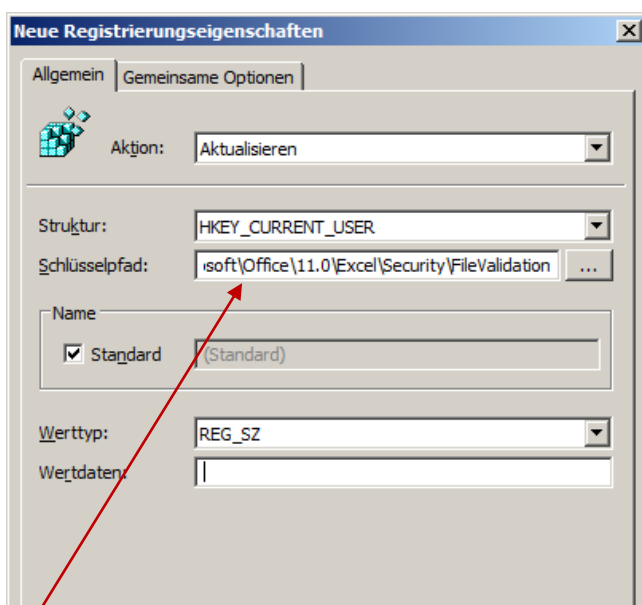 Neue Registrierungseigenschaften
Allgemein
Gemeinsame Optionen
Aktion:
Aktualisieren
Struktur:
HKEY_CURRENT_USER
Schlüsselpfad:
soft\Office\11.0\Excel\Security\FileValidation
...
Name
Standard
(Standard)
Werttyp:
REG_SZ
Wertdaten: